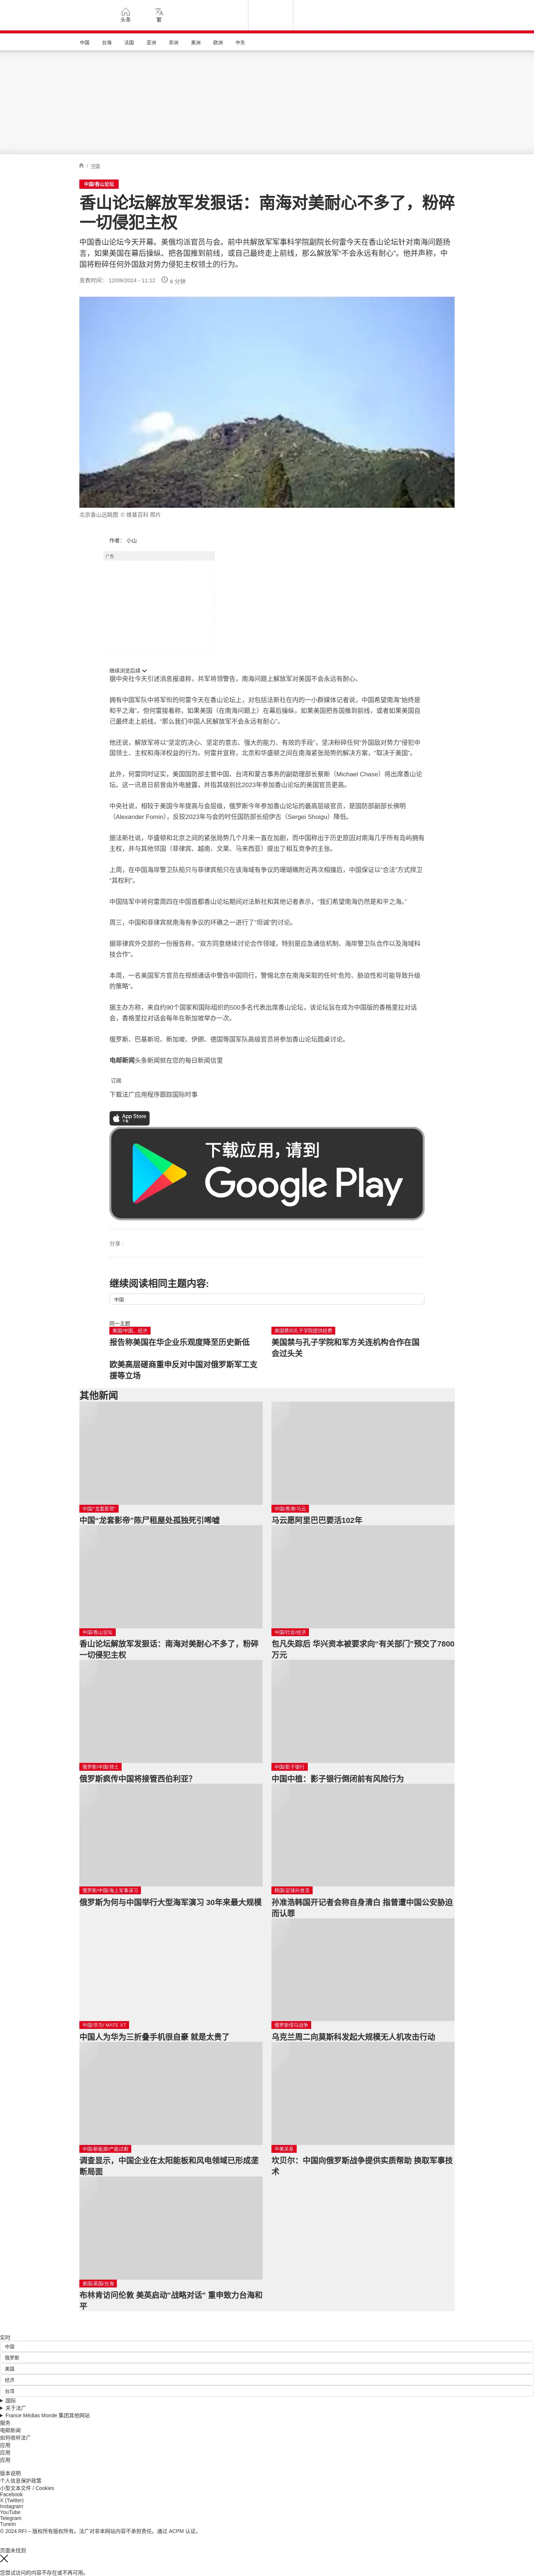 头条
繁
中国
台海
法国
亚洲
非洲
美洲
欧洲
中东
/ 中国
中国/香山论坛
香山论坛解放军发狠话：南海对美耐心不多了，粉碎
一切侵犯主权
中国香山论坛今天开幕。美俄均派官员与会。前中共解放军军事科学院副院长何雷今天在香山论坛针对南海问题扬
言，如果美国在幕后操纵、把各国推到前线，或自己最终走上前线，那么解放军“不会永远有耐心”。他并声称，中
国将粉碎任何外国敌对势力侵犯主权领土的行为。
发表时间： 12/09/2024 - 11:12
6 分钟
北京香山远眺图 © 维基百科 照片
作者： 小山
广告
继续浏览后续
据中央社今天引述消息报道称，共军将领警告，南海问题上解放军对美国不会永远有耐心。
拥有中国军队中将军衔的何雷今天在香山论坛上，对包括法新社在内的一小群媒体记者说，中国希望南海“始终是
和平之海”。但何雷接着称，如果美国（在南海问题上）在幕后操纵，如果美国把各国推到前线，或者如果美国自
己最终走上前线，“那么我们中国人民解放军不会永远有耐心”。
他还说，解放军将以“坚定的决心、坚定的意志、强大的能力、有效的手段”，坚决粉碎任何“外国敌对势力”侵犯中
国领土、主权和海洋权益的行为。何雷并宣称，北京和华盛顿之间在南海紧张局势的解决方案，“取决于美国”。
此外，何雷同时证实，美国国防部主管中国、台湾和蒙古事务的副助理部长蔡斯（Michael Chase）将出席香山论
坛。这一讯息日前曾由外电披露，并指其级别比2023年参加香山论坛的美国官员更高。
中央社说，相较于美国今年提高与会层级，俄罗斯今年参加香山论坛的最高层级官员，是国防部副部长佛明
（Alexander Fomin），反较2023年与会的时任国防部长绍伊古（Sergei Shoigu）降低。
据法新社说，华盛顿和北京之间的紧张局势几个月来一直在加剧，而中国称出于历史原因对南海几乎所有岛屿拥有
主权，并与其他邻国（菲律宾、越南、文莱、马来西亚）提出了相互竞争的主张。
上周，在中国海岸警卫队船只与菲律宾船只在该海域有争议的珊瑚礁附近再次相撞后，中国保证以“合法”方式捍卫
“其权利”。
中国陆军中将何雷周四在中国首都香山论坛期间对法新社和其他记者表示，“我们希望南海仍然是和平之海。”
周三，中国和菲律宾就南海有争议的环礁之一进行了“坦诚”的讨论。
据菲律宾外交部的一份报告称，“双方同意继续讨论合作领域，特别是应急通信机制、海岸警卫队合作以及海域科
技合作”。
本周，一名美国军方官员在视频通话中警告中国同行，警惕北京在南海采取的任何“危险、胁迫性和可能导致升级
的策略”。
据主办方称，来自约90个国家和国际组织的500多名代表出席香山论坛，该论坛旨在成为中国版的香格里拉对话
会，香格里拉对话会每年在新加坡举办一次。
俄罗斯、巴基斯坦、新加坡、伊朗、德国等国军队高级官员将参加香山论坛圆桌讨论。
电邮新闻头条新闻就在您的每日新闻信里
订阅
下载法广应用程序跟踪国际时事
App Store
下载
下载应用，请到
Google Play
分享 :
继续阅读相同主题内容:
中国
同一主题
美国/中国、经济
报告称美国在华企业乐观度降至历史新低
美国禁向孔子学院提供经费
美国禁与孔子学院和军方关连机构合作在国
会过头关
欧美高层磋商重申反对中国对俄罗斯军工支
援等立场
其他新闻
中国/“龙套影帝”
中国“龙套影帝”陈尸租屋处孤独死引唏嘘
中国/香港/马云
马云愿阿里巴巴要活102年
中国/香山论坛
香山论坛解放军发狠话：南海对美耐心不多了，粉碎
一切侵犯主权
中国/社会/经济
包凡失踪后 华兴资本被要求向“有关部门”预交了7800
万元
俄罗斯/中国/领土
俄罗斯疯传中国将接管西伯利亚？
中国/影子银行
中国中植：影子银行倒闭前有风险行为
俄罗斯/中国/海上军事演习
俄罗斯为何与中国举行大型海军演习 30年来最大规模
韩国/足球孙准浩
孙准浩韩国开记者会称自身清白 指曾遭中国公安胁迫
而认罪
中国/华为/ MATE XT
中国人为华为三折叠手机很自豪 就是太贵了
俄罗斯侵乌战争
乌克兰周二向莫斯科发起大规模无人机攻击行动
中国/新能源/产能过剩
调查显示，中国企业在太阳能板和风电领域已形成垄
断局面
中美关系
坎贝尔：中国向俄罗斯战争提供实质帮助 换取军事技
术
美国/英国/台海
布林肯访问伦敦 美英启动"战略对话" 重申致力台海和
平
实时
中国
俄罗斯
美国
经济
台湾
国际
关于法广
France Médias Monde 集团其他网站
服务
电邮新闻
如何收听法广
应用
应用
应用
版本说明
个人信息保护政策
小型文本文件 / Cookies
Facebook
X (Twitter)
Instagram
YouTube
Telegram
TuneIn
© 2024 RFI – 版权所有版权所有。法广对非本网站内容不承担责任。通过 ACPM 认证。
页面未找到
您尝试访问的内容不存在或不再可用。